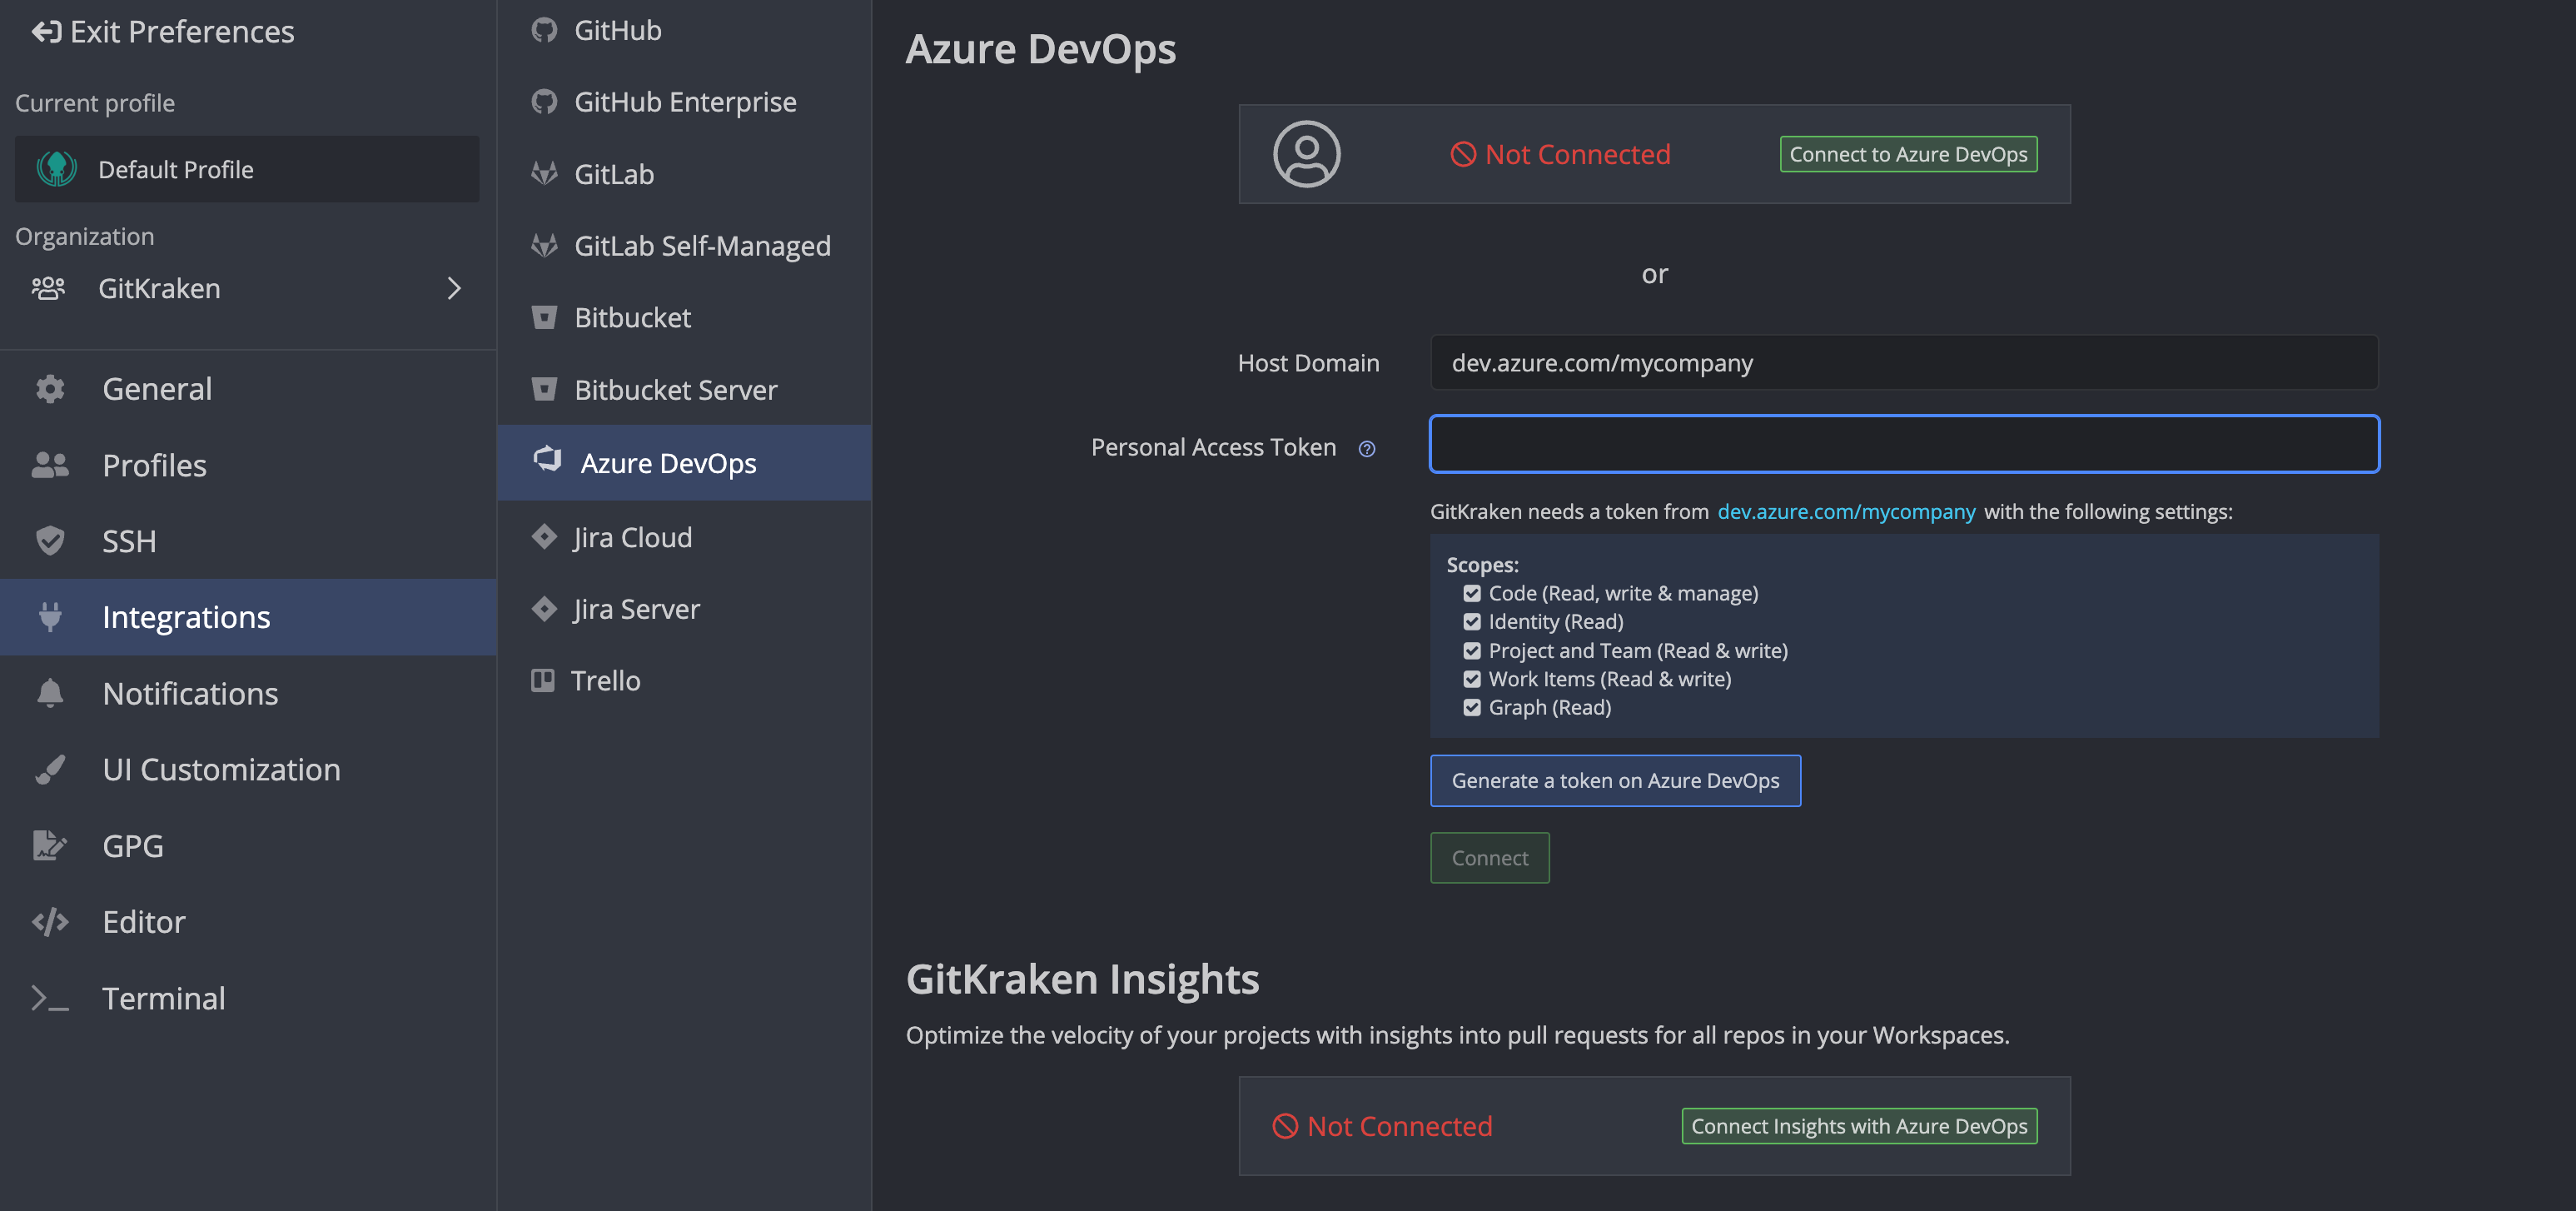 Exit Preferences
Current profile
Default Profile
Organization
GitKraken
General
Profiles
SSH
Integrations
Notifications
UI Customization
GPG
Editor
Terminal
GitHub
GitHub Enterprise
GitLab
GitLab Self-Managed
Bitbucket
Bitbucket Server
Azure DevOps
Jira Cloud
Jira Server
Trello
Azure DevOps
Not Connected
Connect to Azure DevOps
or
Host Domain
dev.azure.com/mycompany
Personal Access Token
GitKraken needs a token from dev.azure.com/mycompany with the following settings:
Scopes:
Code (Read, write & manage)
Identity (Read)
Project and Team (Read & write)
Work Items (Read & write)
Graph (Read)
Generate a token on Azure DevOps
Connect
GitKraken Insights
Optimize the velocity of your projects with insights into pull requests for all repos in your Workspaces.
Not Connected
Connect Insights with Azure DevOps